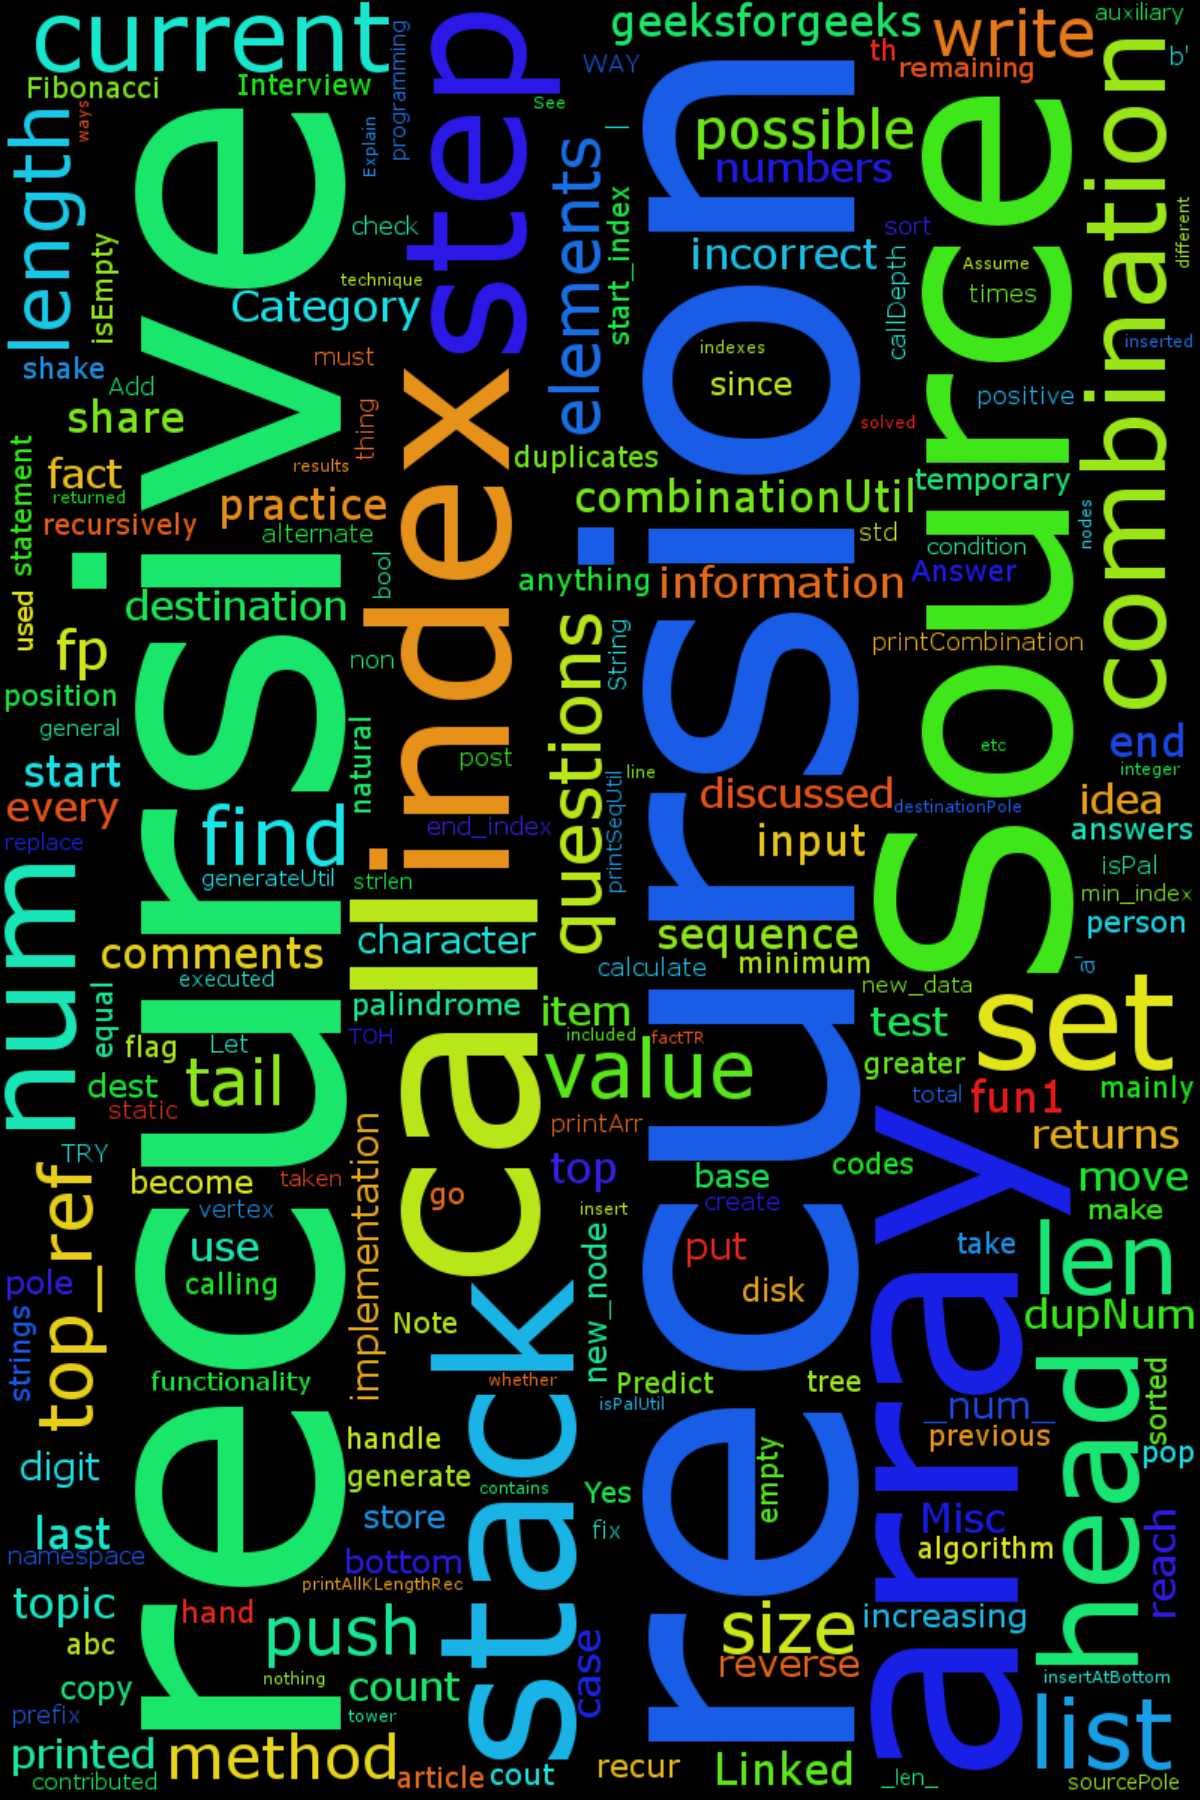 current
geeksforgeeks
write
auxiliary
th
remaining
b'
WAY
Fibonacci
Interview
programming
step
See
ways
Explain
length
recursive
recursion
source
combination
possible
numbers
elements
start_index
different
isEmpty
check
technique
Category
incorrect
sort
callDepth
Assume
times
inserted
indexes
since
positive
solved
shake
Add
share
must
thing
results
index
duplicates
fact
returned
recursively
statement
practice
alternate
combinationUtil
temporary
nodes
std
condition
Answer
bool
anything
information
used
destination
printCombination
fp
non
questions
String
position
general
natural
post
start
every
replace
find
generateUtil
end_index
strlen
line
printSeqUtil
discussed
destinationPole
etc
end
integer
idea
answers
input
isPal
min_index
person
a'
num
comments
executed
character
call
palindrome
TOH
sequence
calculate
minimum
new_data
set
equal
flag
Let
item
included
factTR
test
greater
dest
static
tail
value
total
fun1
mainly
printArr
returns
TRY
become
taken
implementation
top
base
create
codes
move
make
top_ref
vertex
use
calling
go
insert
new_node
put
disk
take
len
dupNum
pole
strings
Note
stack
array
functionality
whether
isPalUtil
Predict
tree
_num_
previous
head
sorted
pop
digit
handle
generate
contains
store
Yes
fix
empty
Misc
algorithm
reach
last
namespace
bottom
printAllKLengthRec
topic
hand
push
abc
nothing
case
size
reverse
increasing
insertAtBottom
copy
prefix
count
tower
list
printed
contributed
method
article
cout
recur
Linked
_len_
sourcePole